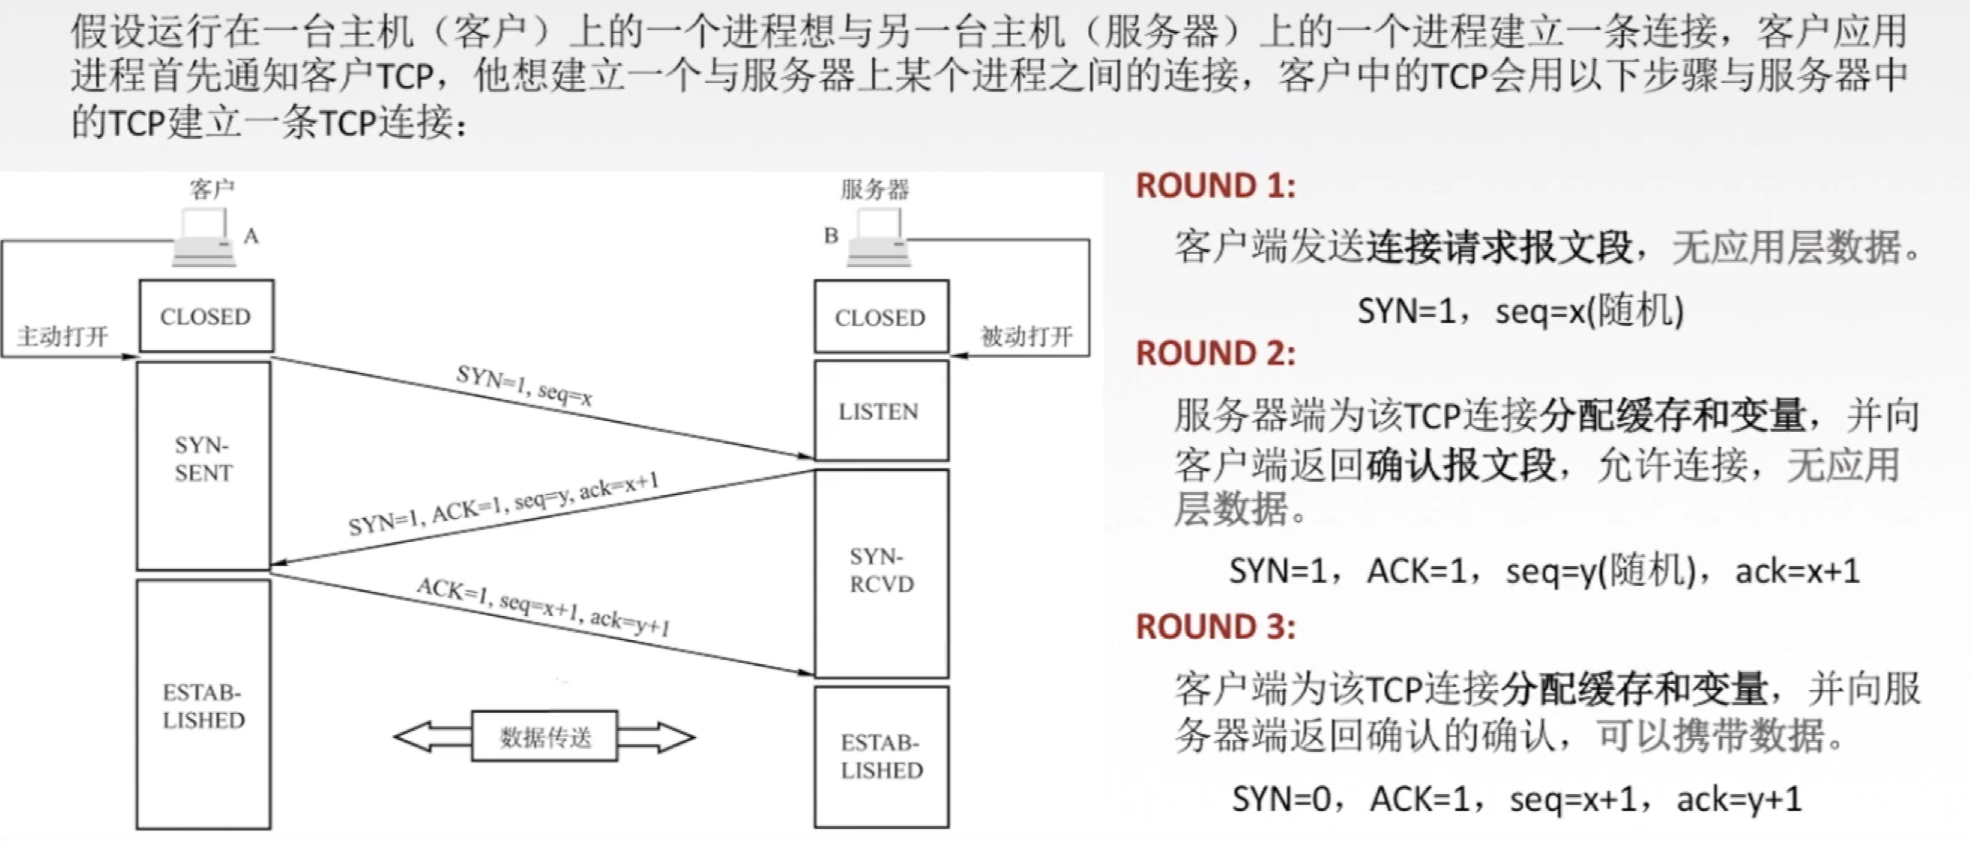 假设运行在一台主机（客户）上的一个进程想与另一台主机（服务器）上的一个进程建立一条连接，客户应用
进程首先通知客户TCP，他想建立一个与服务器上某个进程之间的连接，客户中的TCP会用以下步骤与服务器中
的TCP建立一条TCP连接：
客户
A
服务器
B
CLOSED
CLOSED
主动打开
被动打开
SYN=1, seq=x
LISTEN
SYN-
SENT
SYN=1, ACK=1, seq=y, ack=x+1
SYN-
RCVD
ACK=1, seq=x+1, ack=y+1
ESTAB-
LISHED
数据传送
ESTAB-
LISHED
ROUND 1:
客户端发送连接请求报文段，无应用层数据。
SYN=1，seq=x(随机)
ROUND 2:
服务器端为该TCP连接分配缓存和变量，并向
客户端返回确认报文段，允许连接，无应用
层数据。
SYN=1，ACK=1，seq=y(随机)，ack=x+1
ROUND 3:
客户端为该TCP连接分配缓存和变量，并向服
务器端返回确认的确认，可以携带数据。
SYN=0，ACK=1，seq=x+1，ack=y+1